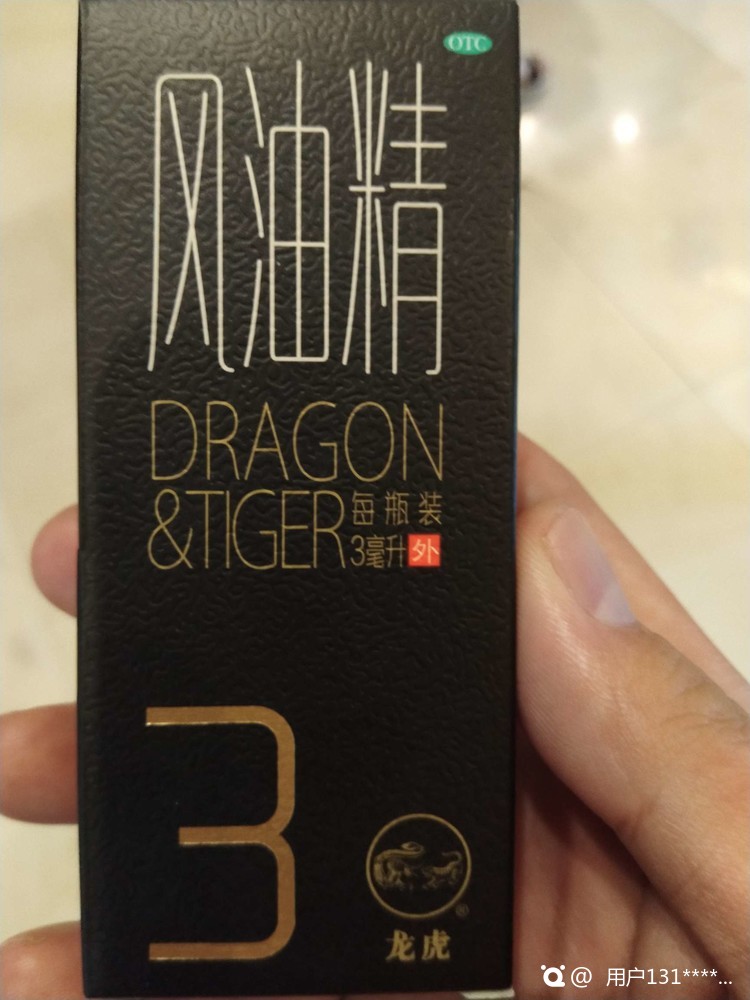 OTC
风油精
DRAGON
&TIGER
每瓶装
3毫升 外
3
龙虎
®
@ 用户131****...